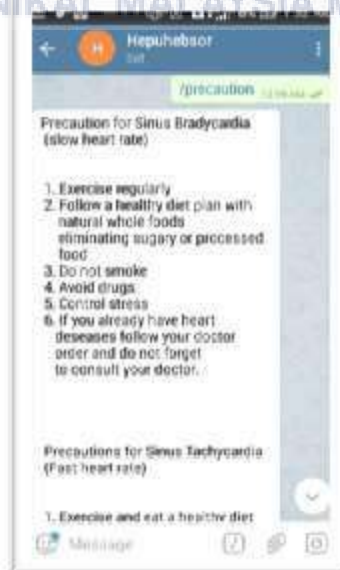 NIKAL MALAYSIA M
H
Hepuhebsor
bot
/precaution
Precaution for Sinus Bradycardia
(slow heart rate)
1. Exercise regularly
2. Follow a healthy diet plan with
natural whole foods
eliminating sugary or processed
food
3. Do not smoke
4. Avoid drugs
5. Control stress
6. If you already have heart
deseases follow your doctor
order and do not forget
to consult your doctor.
Precautions for Sinus Tachycardia
(Fast heart rate)
1. Exercise and eat a healthy diet
Message